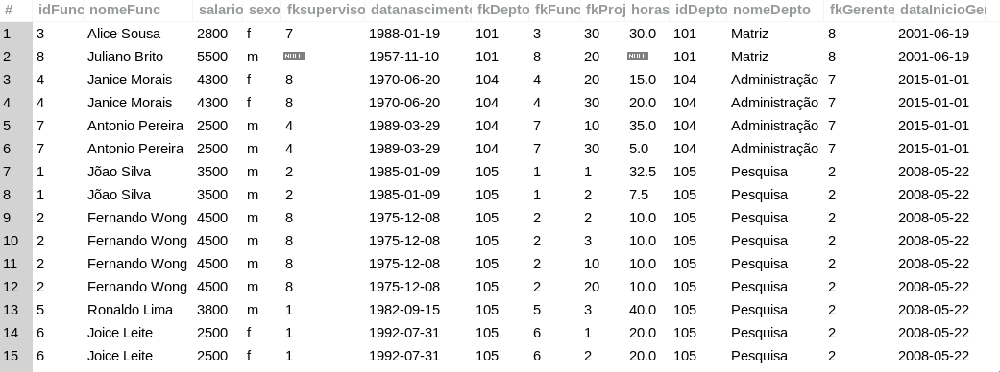 # idFunc nomeFunc salario sexo fksuperviso datanascimento fkDepto fkFunc fkProj horas idDepto nomeDepto fkGerente dataInicioGer
1 3 Alice Sousa 2800 f 7 1988-01-19 101 3 30 30.0 101 Matriz 8 2001-06-19
2 8 Juliano Brito 5500 m NULL 1957-11-10 101 8 20 NULL 101 Matriz 8 2001-06-19
3 4 Janice Morais 4300 f 8 1970-06-20 104 4 20 15.0 104 Administração 7 2015-01-01
4 4 Janice Morais 4300 f 8 1970-06-20 104 4 30 20.0 104 Administração 7 2015-01-01
5 7 Antonio Pereira 2500 m 4 1989-03-29 104 7 10 35.0 104 Administração 7 2015-01-01
6 7 Antonio Pereira 2500 m 4 1989-03-29 104 7 30 5.0 104 Administração 7 2015-01-01
7 1 Jõao Silva 3500 m 2 1985-01-09 105 1 1 32.5 105 Pesquisa 2 2008-05-22
8 1 Jõao Silva 3500 m 2 1985-01-09 105 1 2 7.5 105 Pesquisa 2 2008-05-22
9 2 Fernando Wong 4500 m 8 1975-12-08 105 2 2 10.0 105 Pesquisa 2 2008-05-22
10 2 Fernando Wong 4500 m 8 1975-12-08 105 2 3 10.0 105 Pesquisa 2 2008-05-22
11 2 Fernando Wong 4500 m 8 1975-12-08 105 2 10 10.0 105 Pesquisa 2 2008-05-22
12 2 Fernando Wong 4500 m 8 1975-12-08 105 2 20 10.0 105 Pesquisa 2 2008-05-22
13 5 Ronaldo Lima 3800 m 1 1982-09-15 105 5 3 40.0 105 Pesquisa 2 2008-05-22
14 6 Joice Leite 2500 f 1 1992-07-31 105 6 1 20.0 105 Pesquisa 2 2008-05-22
15 6 Joice Leite 2500 f 1 1992-07-31 105 6 2 20.0 105 Pesquisa 2 2008-05-22